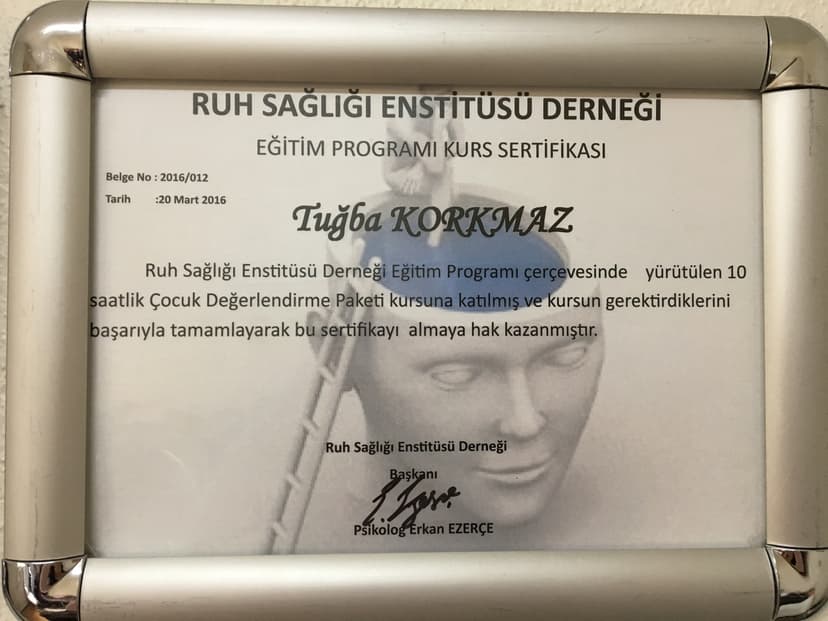 RUH SAĞLIĞI ENSTİTÜSÜ DERNEĞİ
EĞİTİM PROGRAMI KURS SERTİFİKASI
Belge No : 2016/012
Tarih :20 Mart 2016
Tuğba KORKMAZ
Ruh Sağlığı Enstitüsü Derneği Eğitim Programı çerçevesinde yürütülen 10
saatlik Çocuk Değerlendirme Paketi kursuna katılmış ve kursun gerektirdiklerini
başarıyla tamamlayarak bu sertifikayı almaya hak kazanmıştır.
Ruh Sağlığı Enstitüsü Derneği
Başkanı
Psikolog Erkan EZERÇE